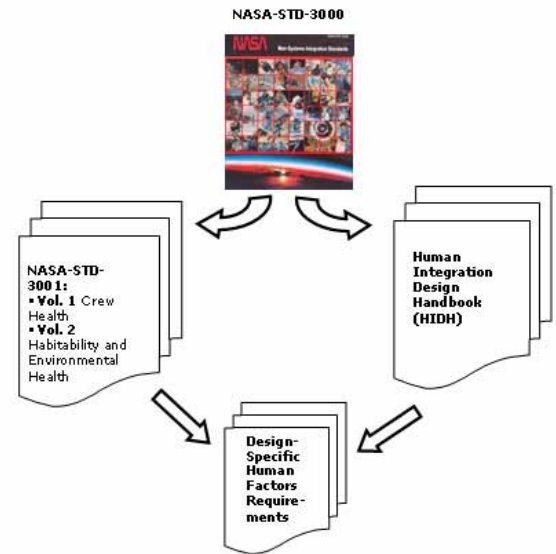 NASA-STD-3000
NASA
Man-Systems Integration Standards
NASA-STD-
3001:
▪ Vol. 1 Crew
Health
▪ Vol. 2
Habitability and
Environmental
Health
Human
Integration
Design
Handbook
(HIDH)
Design-
Specific
Human
Factors
Require-
ments